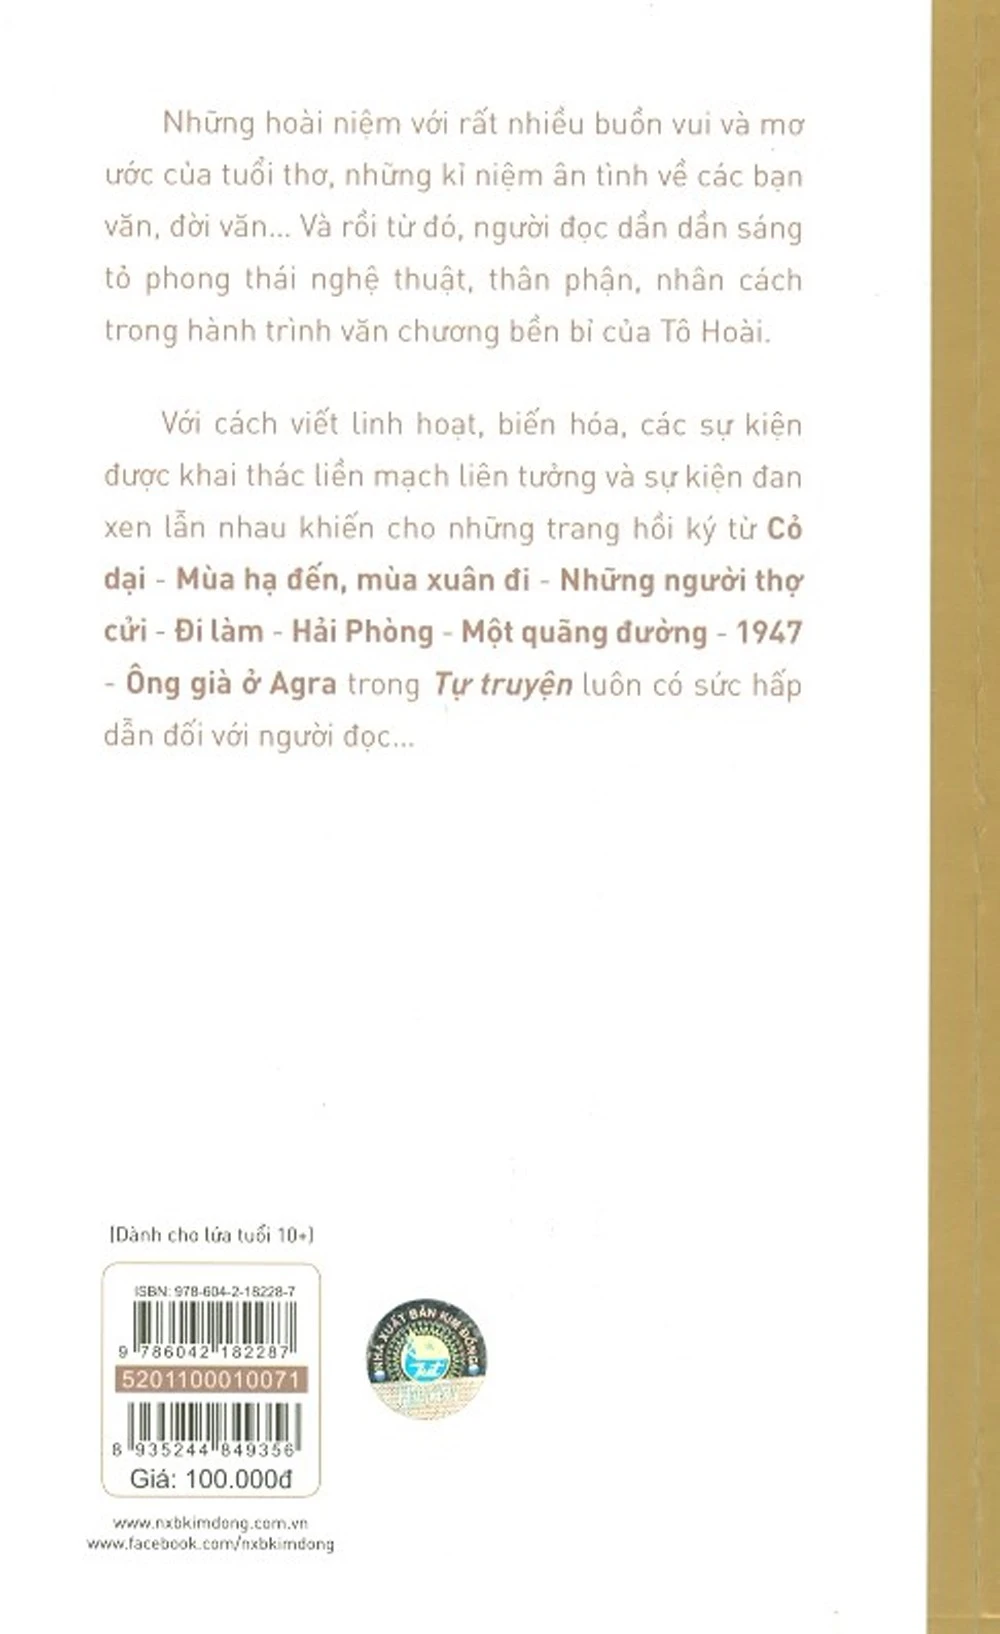 Những hoài niệm với rất nhiều buồn vui và mơ
ước của tuổi thơ, những kỉ niệm ân tình về các bạn
văn, đời văn... Và rồi từ đó, người đọc dần dần sáng
tỏ phong thái nghệ thuật, thân phận, nhân cách
trong hành trình văn chương bền bỉ của Tô Hoài.
Với cách viết linh hoạt, biến hóa, các sự kiện
được khai thác liền mạch liên tưởng và sự kiện đan
xen lẫn nhau khiến cho những trang hồi ký từ Cỏ
dại - Mùa hạ đến, mùa xuân đi - Những người thợ
cửi - Đi làm - Hải Phòng - Một quãng đường - 1947
- Ông già ở Agra trong Tự truyện luôn có sức hấp
dẫn đối với người đọc...
(Dành cho lứa tuổi 10+)
ISBN: 978-604-2-18228-7
9 786042 182287
5201100010071
8 935244 849356
Giá: 100.000đ
NHÀ XUẤT BẢN KIM ĐỒNG
www.nxbkimdong.com.vn
www.facebook.com/nxbkimdong